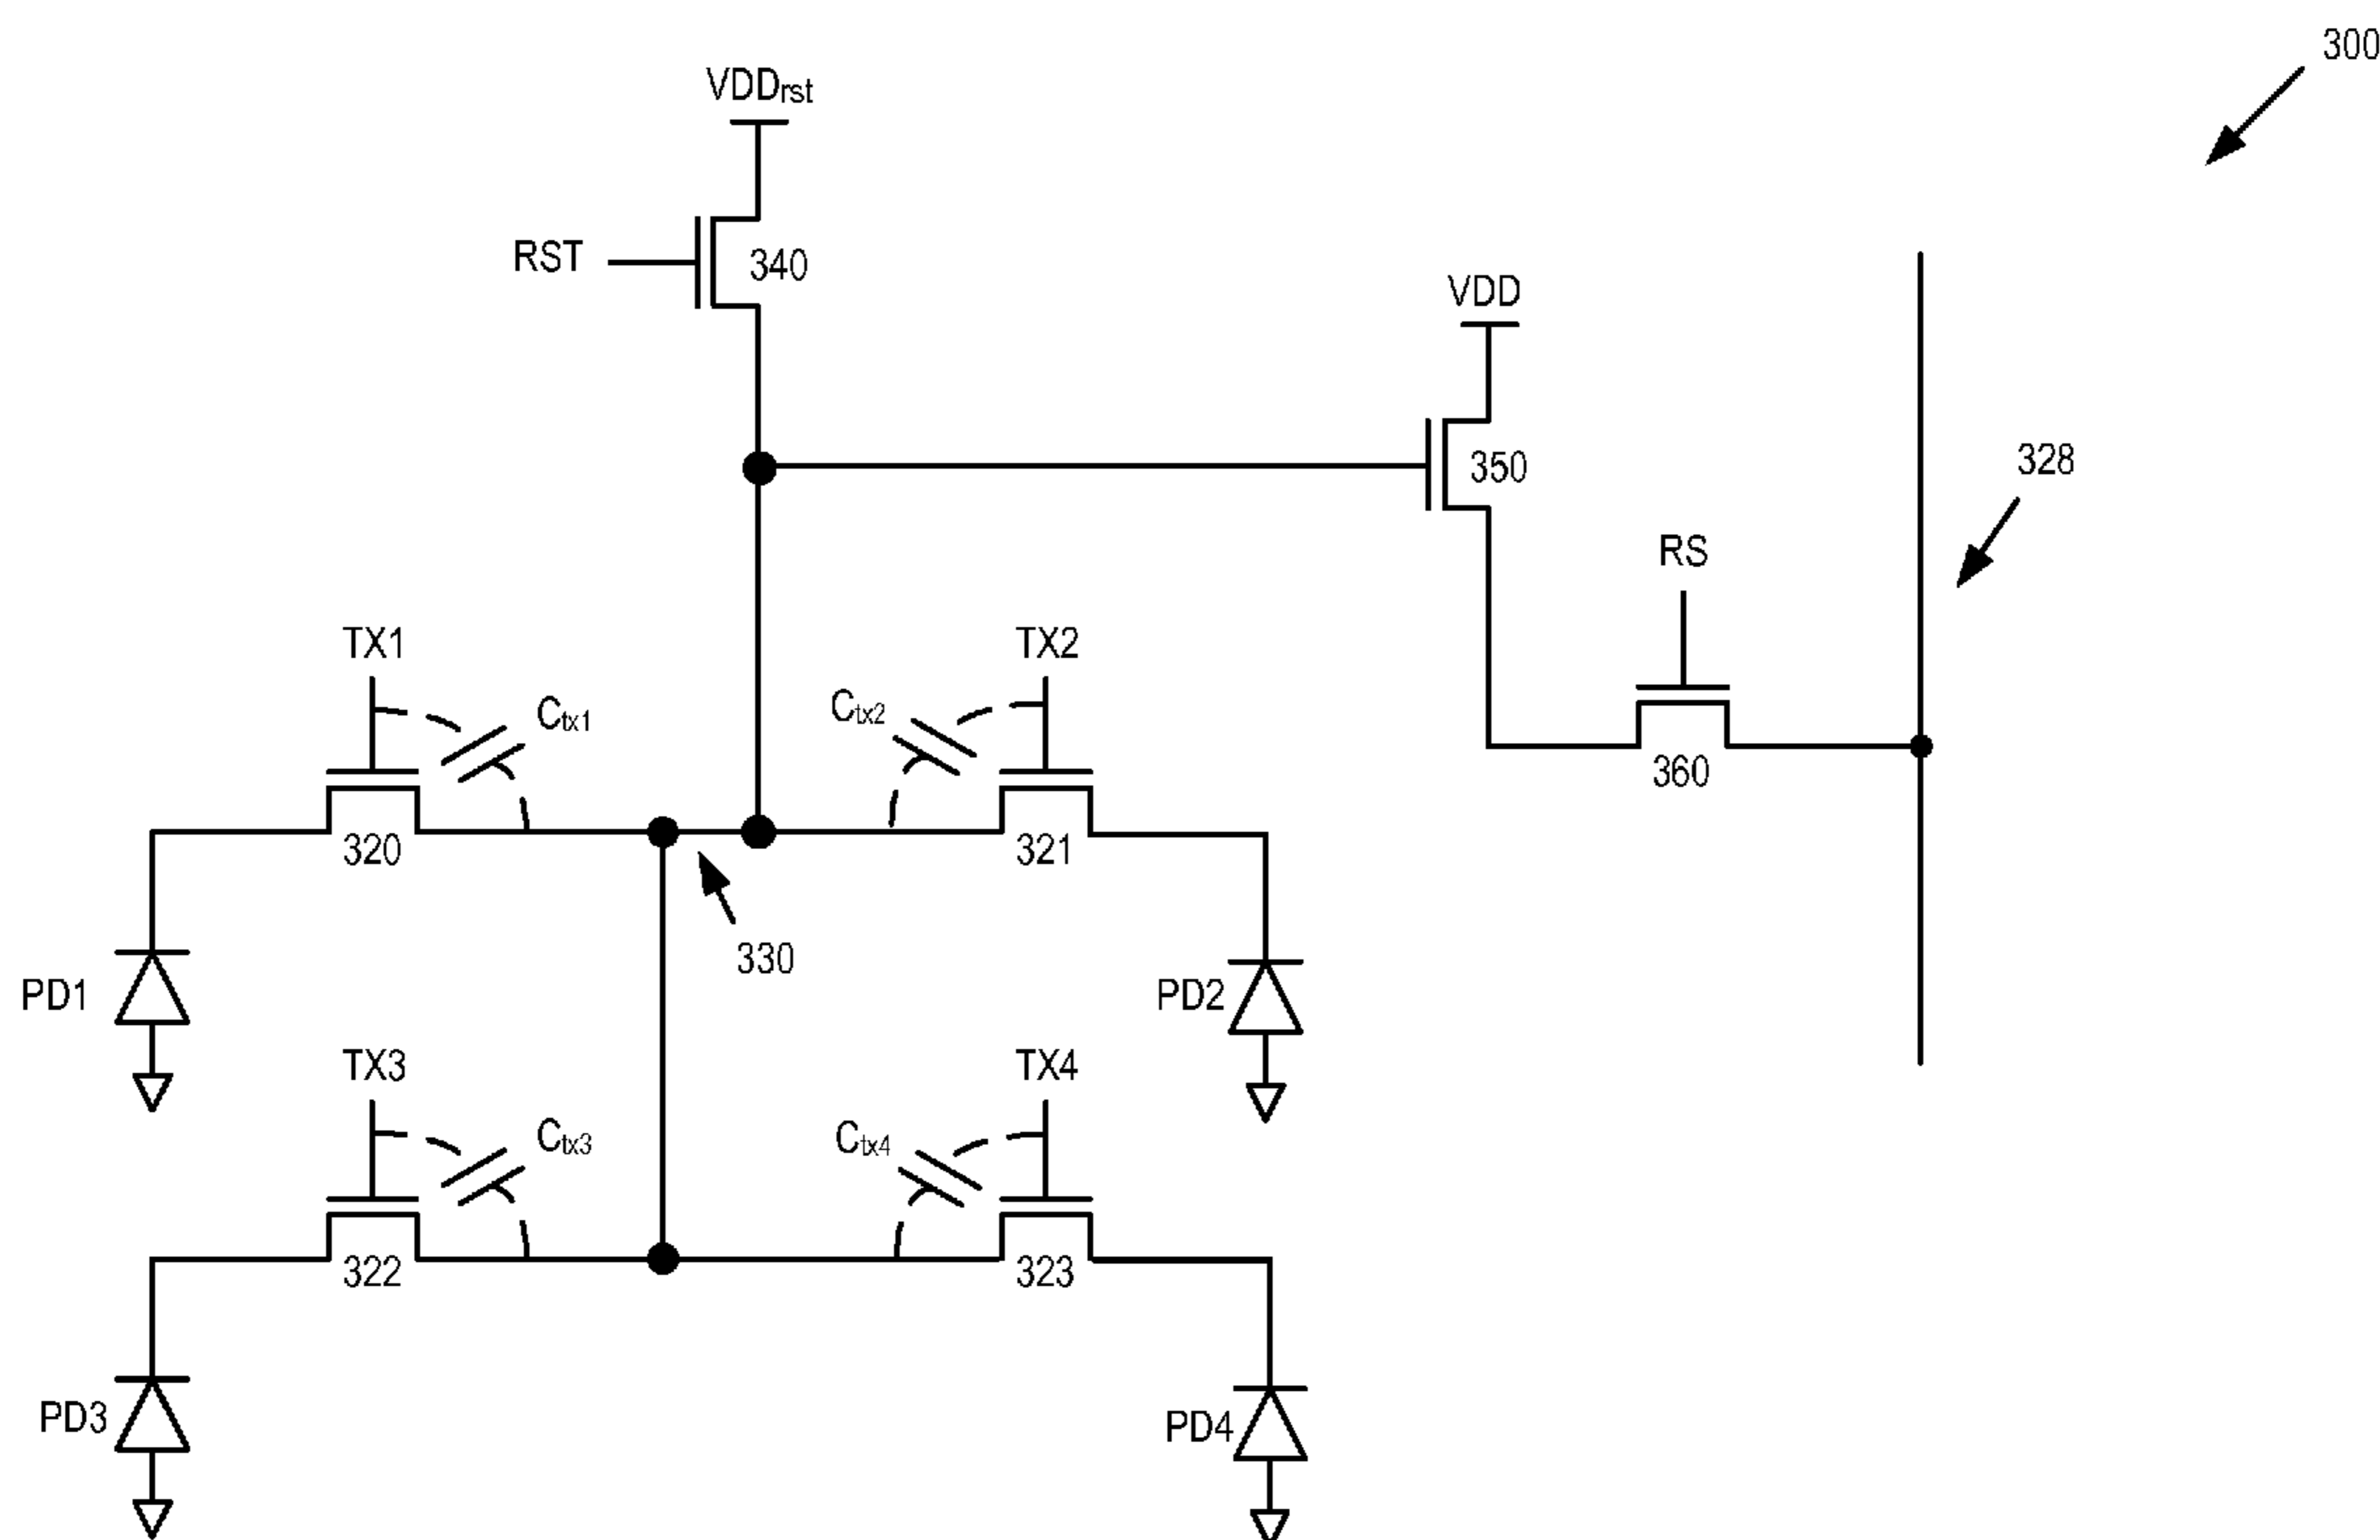 300
VDDrst
RST
340
VDD
350
328
RS
TX1
Ctx1
Ctx2
TX2
360
320
321
330
PD1
PD2
TX3
Ctx3
Ctx4
TX4
322
323
PD3
PD4